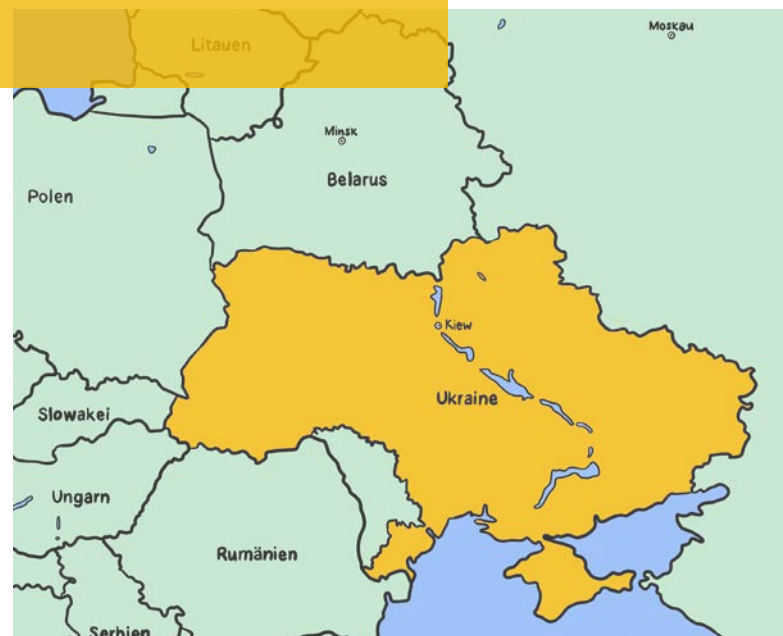 Litauen
Moskau
Minsk
Belarus
Polen
Kiew
Ukraine
Slowakei
Ungarn
Rumänien
Serbien